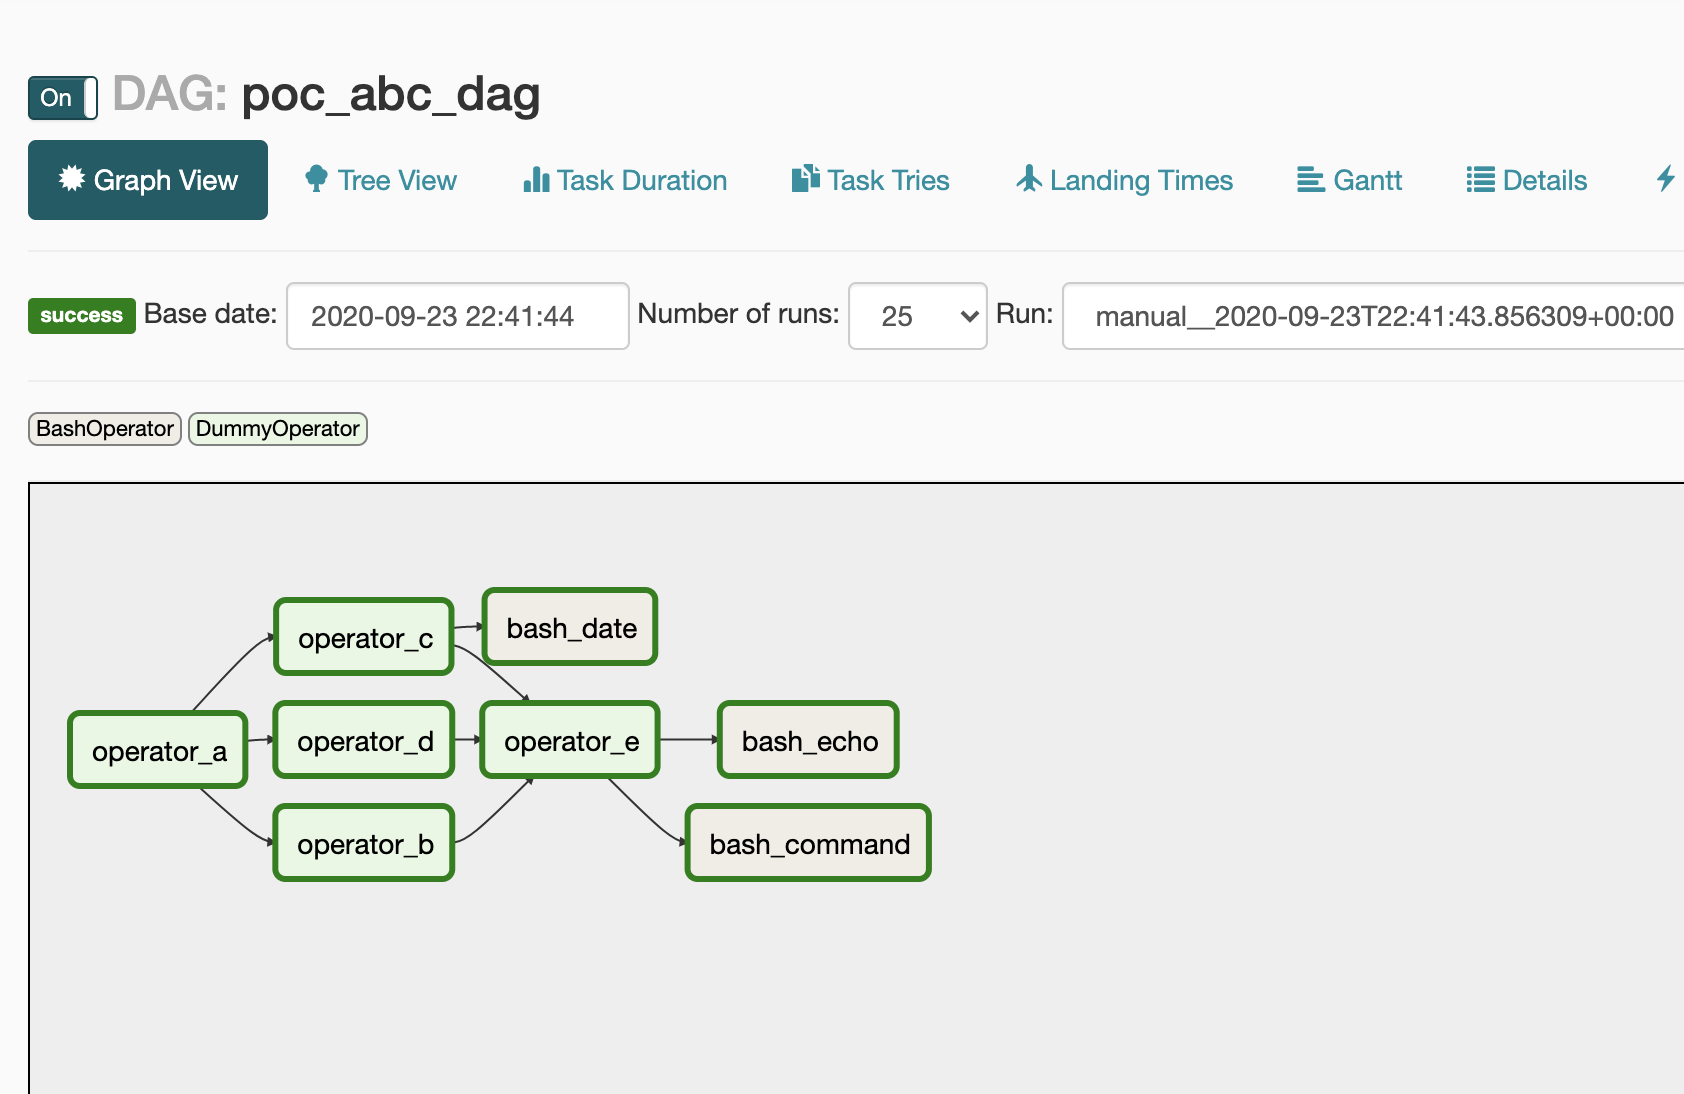 On DAG: poc_abc_dag
Graph View Tree View Task Duration Task Tries Landing Times Gantt Details
success Base date: 2020-09-23 22:41:44 Number of runs: 25 Run: manual__2020-09-23T22:41:43.856309+00:00
BashOperator DummyOperator
operator_c bash_date
operator_a operator_d operator_e bash_echo
operator_b bash_command